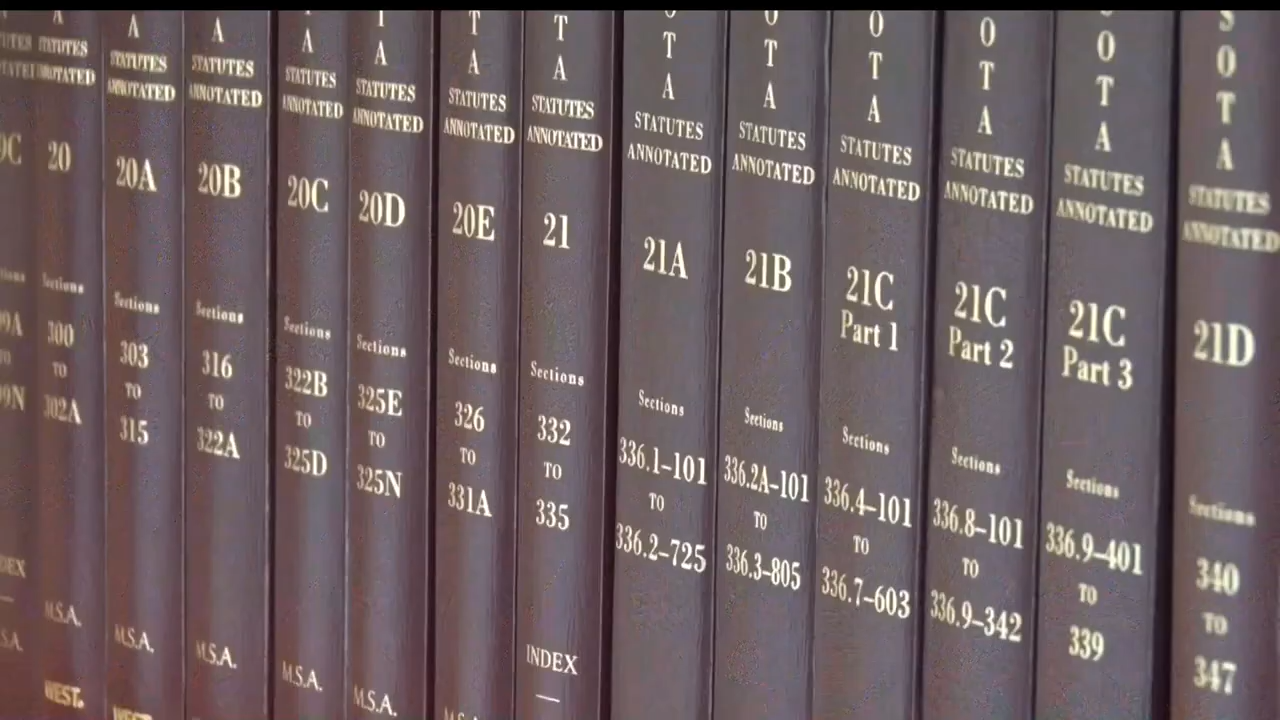 STATUTES
ANNOTATED
20
Sections
300
TO
302A
M.S.A.
WEST.
A
STATUTES
ANNOTATED
20A
Sections
303
TO
315
M.S.A.
A
STATUTES
ANNOTATED
20B
Sections
316
TO
322A
M.S.A.
T
A
STATUTES
ANNOTATED
20C
Sections
322B
TO
325D
M.S.A.
T
A
STATUTES
ANNOTATED
20D
Sections
325E
TO
325N
M.S.A.
T
A
STATUTES
ANNOTATED
20E
Sections
326
TO
331A
T
A
STATUTES
ANNOTATED
21
Sections
332
TO
335
INDEX
O
T
A
STATUTES
ANNOTATED
21A
Sections
336.1–101
TO
336.2–725
O
T
A
STATUTES
ANNOTATED
21B
Sections
336.2A–101
TO
336.3–805
O
T
A
STATUTES
ANNOTATED
21C
Part 1
Sections
336.4–101
TO
336.7–603
O
T
A
STATUTES
ANNOTATED
21C
Part 2
Sections
336.8–101
TO
336.9–342
O
T
A
STATUTES
ANNOTATED
21C
Part 3
Sections
336.9–401
TO
339
S
O
T
A
STATUTES
ANNOTATED
21D
Sections
340
TO
347